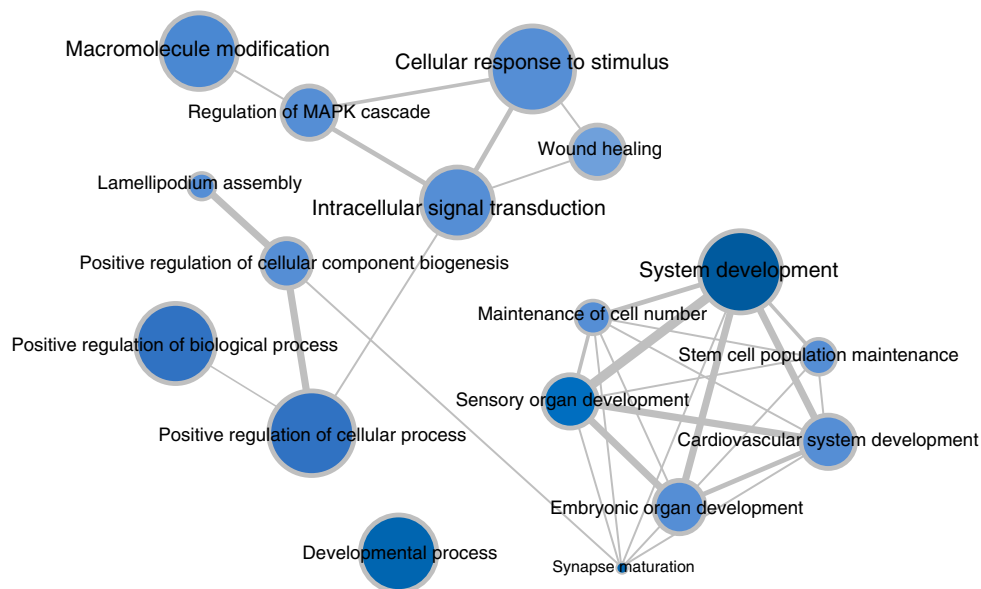 Macromolecule modification
Cellular response to stimulus
Regulation of MAPK cascade
Wound healing
Lamellipodium assembly
Intracellular signal transduction
Positive regulation of cellular component biogenesis
System development
Maintenance of cell number
Positive regulation of biological process
Stem cell population maintenance
Sensory organ development
Positive regulation of cellular process
Cardiovascular system development
Embryonic organ development
Developmental process
Synapse maturation